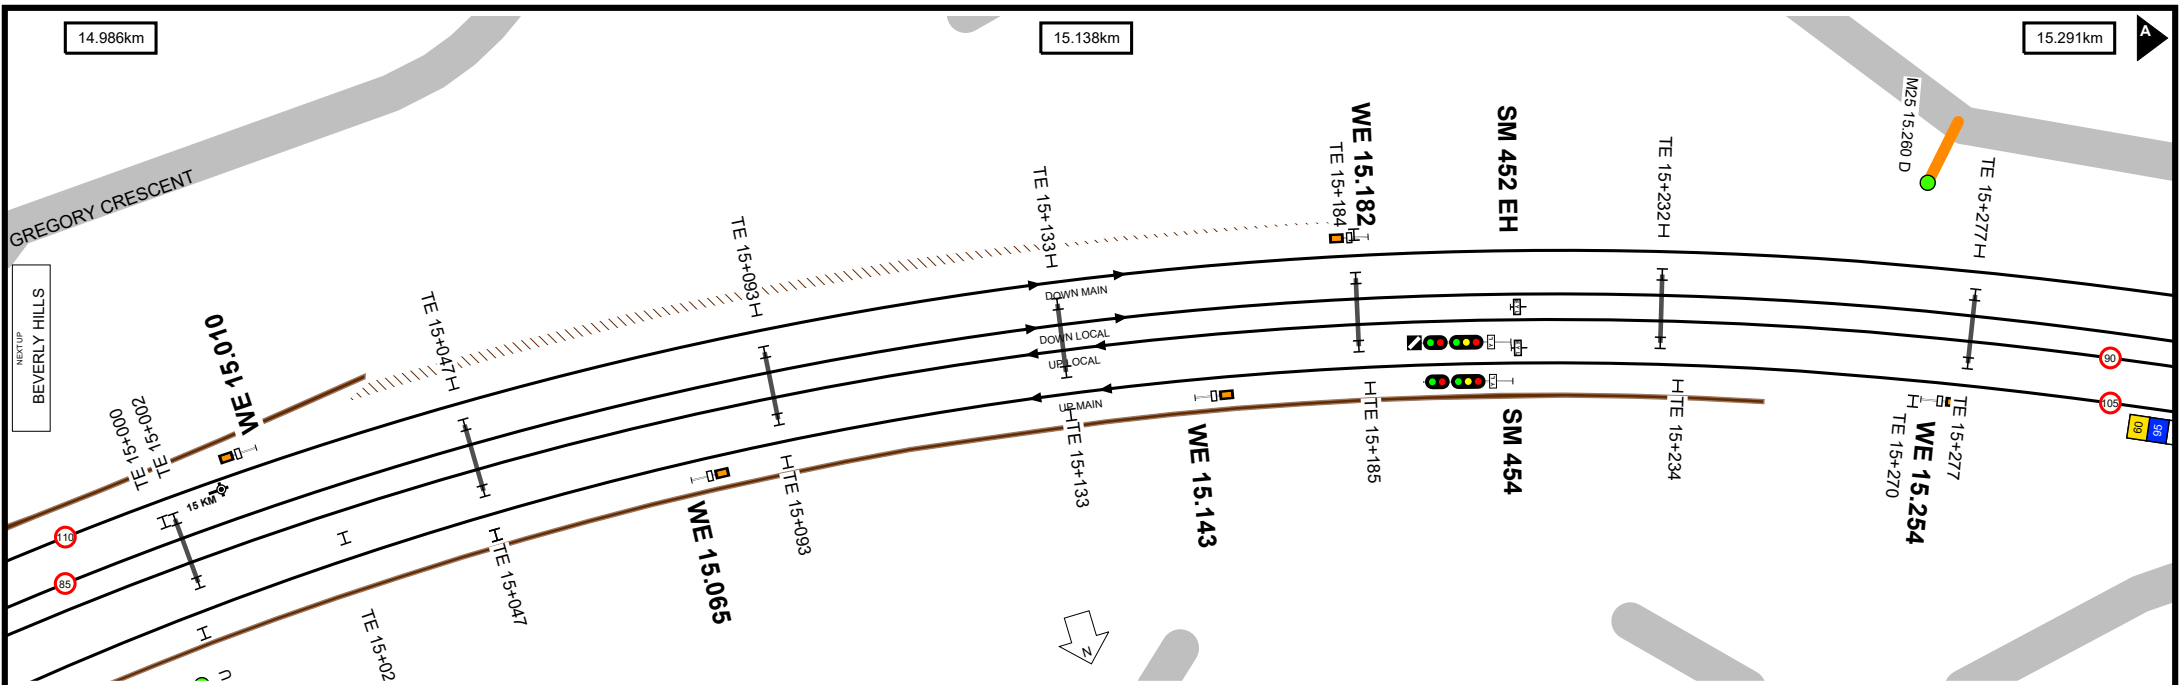 14.986km
15.138km
15.291km
A
GREGORY CRESCENT
NEXT UP
BEVERLY HILLS
M25 15.260 D
WE 15.182
SM 452 EH
TE 15+184
TE 15+232
TE 15+277
TE 15+133
TE 15+093
TE 15+047
WE 15.010
TE 15+002
TE 15+000
15 KM
110
85
DOWN MAIN
DOWN LOCAL
UP LOCAL
UP MAIN
90
105
60
95
TE 15+047
WE 15.065
TE 15+093
TE 15+133
WE 15.143
TE 15+185
SM 454
TE 15+234
TE 15+270
WE 15.254
TE 15+277
TE 15+02
N